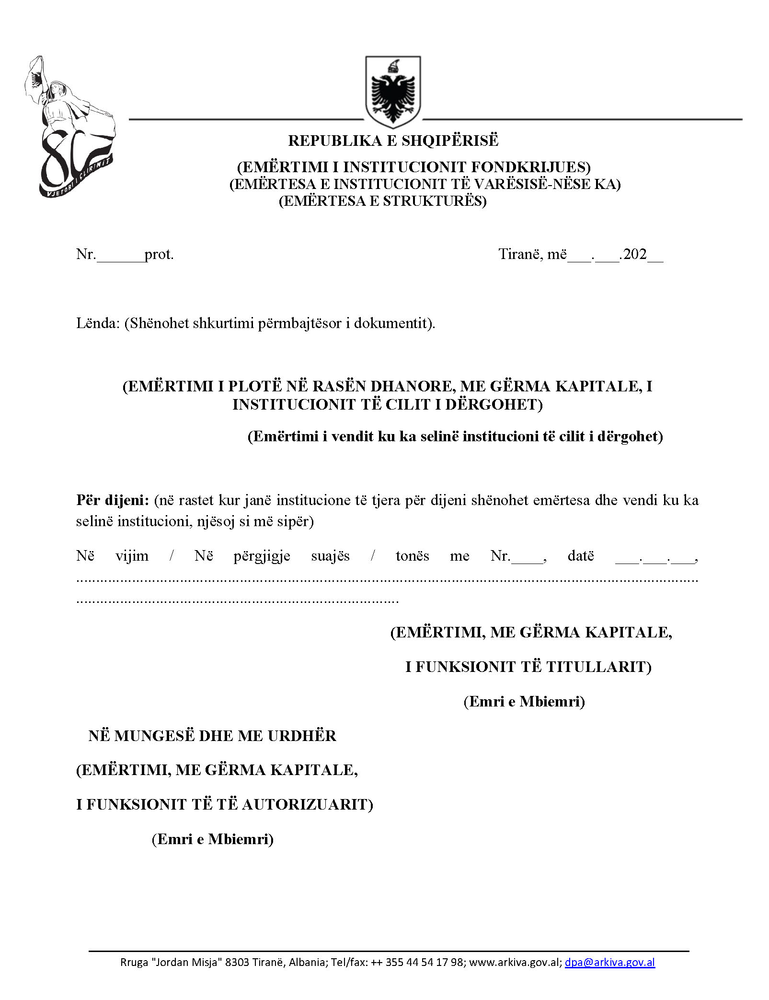 80
VJETORI I ÇLIRIMIT
REPUBLIKA E SHQIPËRISË
(EMËRTIMI I INSTITUCIONIT FONDKRIJUES)
(EMËRTESA E INSTITUCIONIT TË VARËSISË-NËSE KA)
(EMËRTESA E STRUKTURËS)
Nr.______prot. Tiranë, më___.___.202__
Lënda: (Shënohet shkurtimi përmbajtësor i dokumentit).
(EMËRTIMI I PLOTË NË RASËN DHANORE, ME GËRMA KAPITALE, I
INSTITUCIONIT TË CILIT I DËRGOHET)
(Emërtimi i vendit ku ka selinë institucioni të cilit i dërgohet)
Për dijeni: (në rastet kur janë institucione të tjera për dijeni shënohet emërtesa dhe vendi ku ka
selinë institucioni, njësoj si më sipër)
Në vijim / Në përgjigje suajës / tonës me Nr.____, datë ___.___.___,
............................................................................................................................................................
.................................................................................
(EMËRTIMI, ME GËRMA KAPITALE,
I FUNKSIONIT TË TITULLARIT)
(Emri e Mbiemri)
NË MUNGESË DHE ME URDHËR
(EMËRTIMI, ME GËRMA KAPITALE,
I FUNKSIONIT TË TË AUTORIZUARIT)
(Emri e Mbiemri)
Rruga "Jordan Misja" 8303 Tiranë, Albania; Tel/fax: ++ 355 44 54 17 98; www.arkiva.gov.al; dpa@arkiva.gov.al